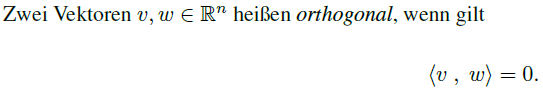 Zwei Vektoren v, w ∈ ℝⁿ heißen orthogonal, wenn gilt
⟨v , w⟩ = 0.